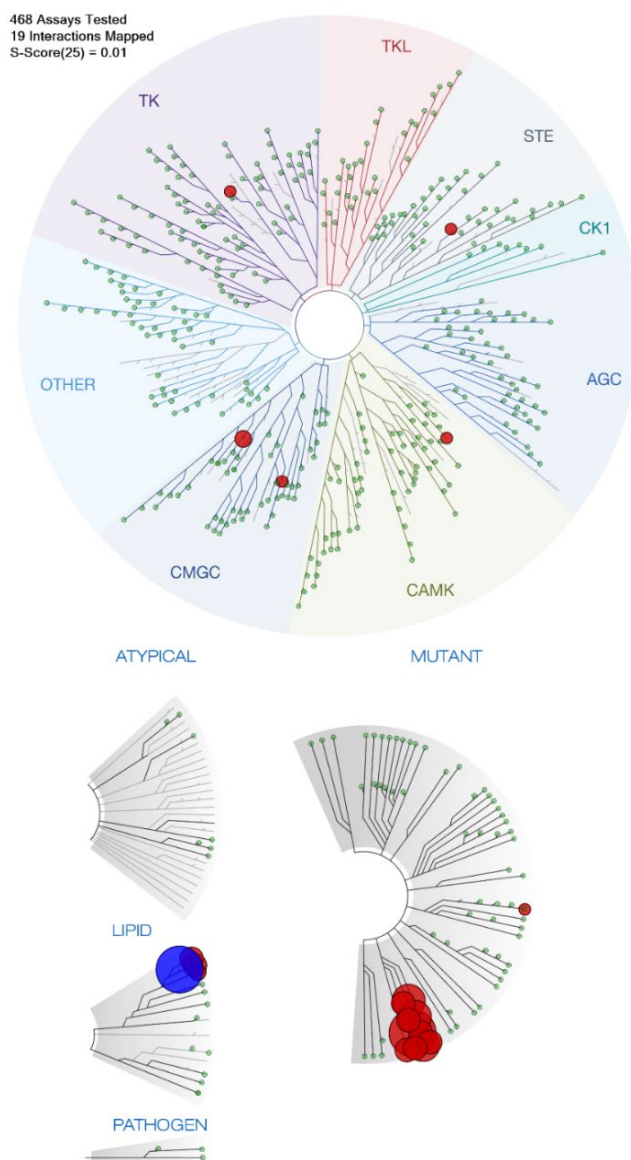 468 Assays Tested
19 Interactions Mapped
S-Score(25) = 0.01
TKL
TK
STE
CK1
OTHER
AGC
CMGC
CAMK
ATYPICAL
MUTANT
LIPID
PATHOGEN